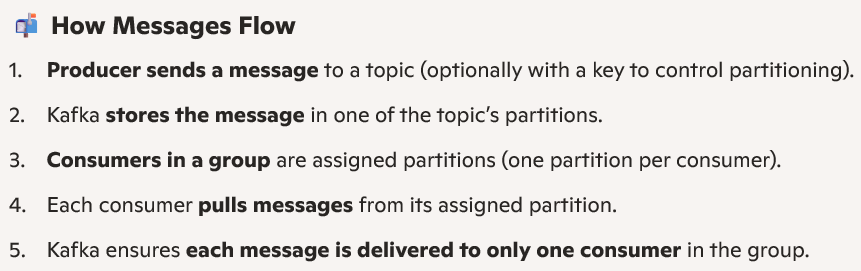 📬 How Messages Flow
1. Producer sends a message to a topic (optionally with a key to control partitioning).
2. Kafka stores the message in one of the topic’s partitions.
3. Consumers in a group are assigned partitions (one partition per consumer).
4. Each consumer pulls messages from its assigned partition.
5. Kafka ensures each message is delivered to only one consumer in the group.